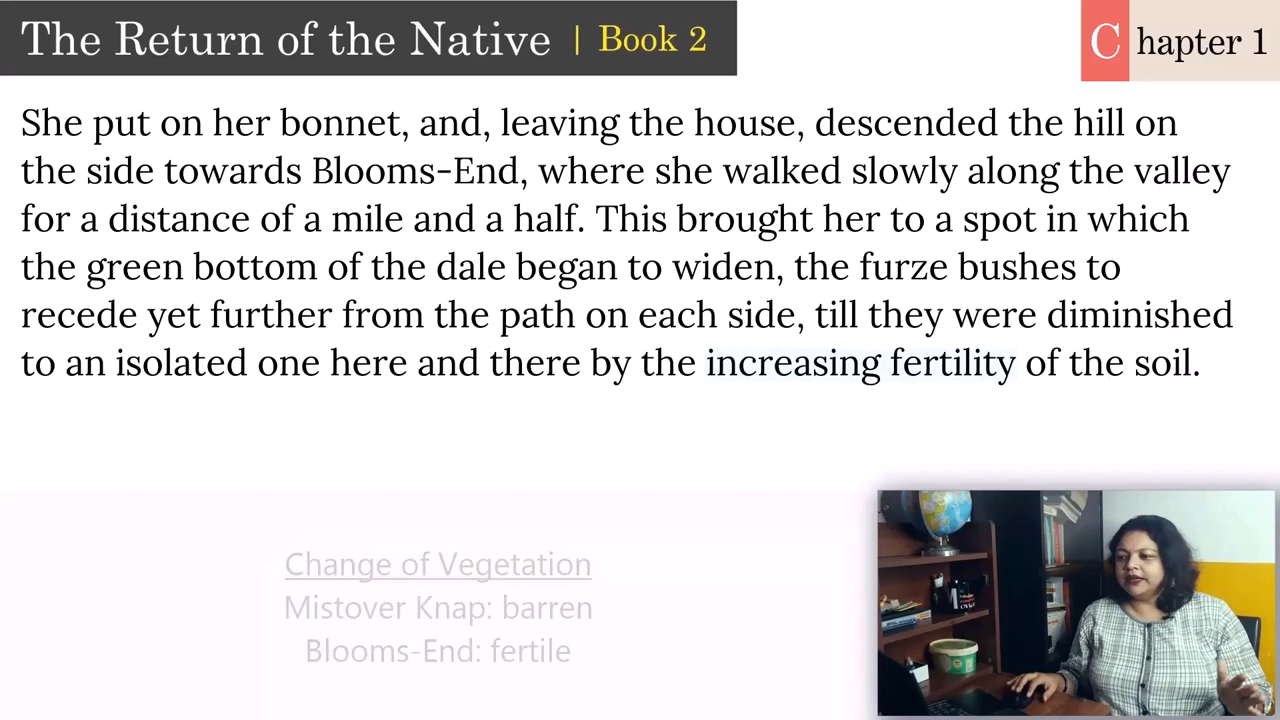 The Return of the Native | Book 2
Chapter 1
She put on her bonnet, and, leaving the house, descended the hill on
the side towards Blooms-End, where she walked slowly along the valley
for a distance of a mile and a half. This brought her to a spot in which
the green bottom of the dale began to widen, the furze bushes to
recede yet further from the path on each side, till they were diminished
to an isolated one here and there by the increasing fertility of the soil.
Change of Vegetation
Mistover Knap: barren
Blooms-End: fertile